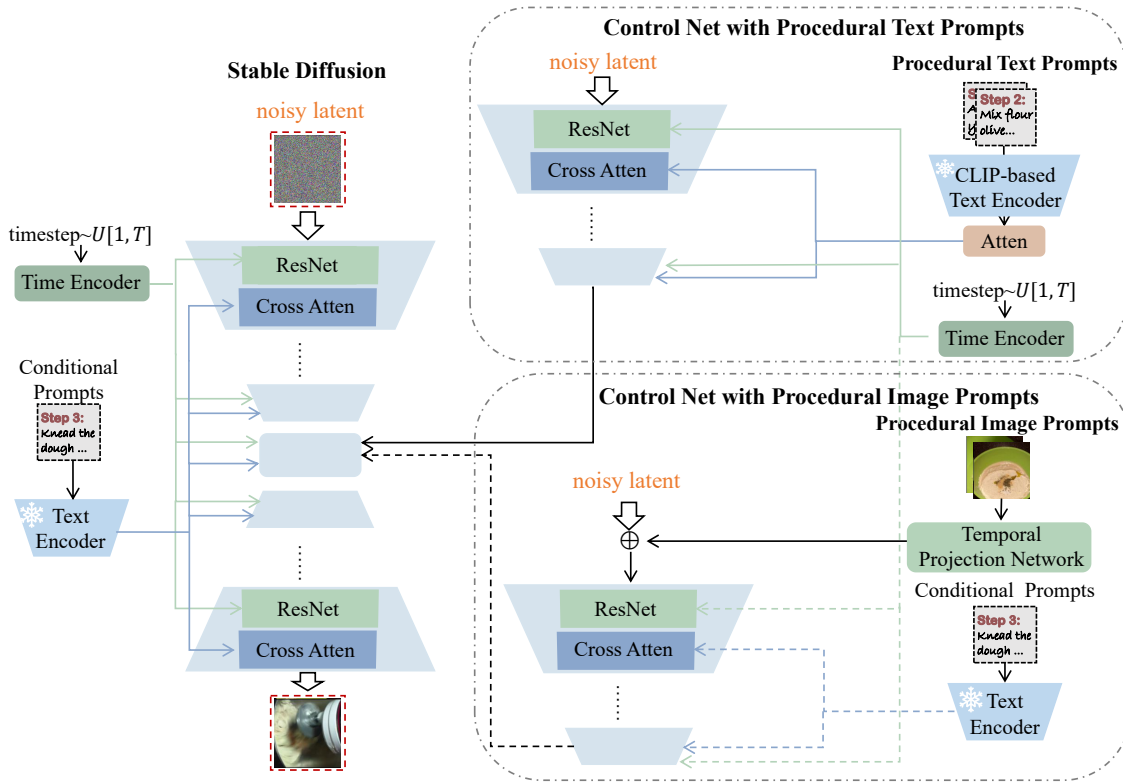 Stable Diffusion
noisy latent
timestep~U[1, T]
Time Encoder
ResNet
Cross Atten
Conditional
Prompts
Step 3:
Knead the
dough ...
Text
Encoder
ResNet
Cross Atten
Control Net with Procedural Text Prompts
noisy latent
ResNet
Cross Atten
Procedural Text Prompts
S
A
Step 2:
Mix flour
olive...
CLIP-based
Text Encoder
Atten
timestep~U[1, T]
Time Encoder
Control Net with Procedural Image Prompts
Procedural Image Prompts
noisy latent
Temporal
Projection Network
ResNet
Cross Atten
Conditional Prompts
Step 3:
Knead the
dough ...
Text
Encoder